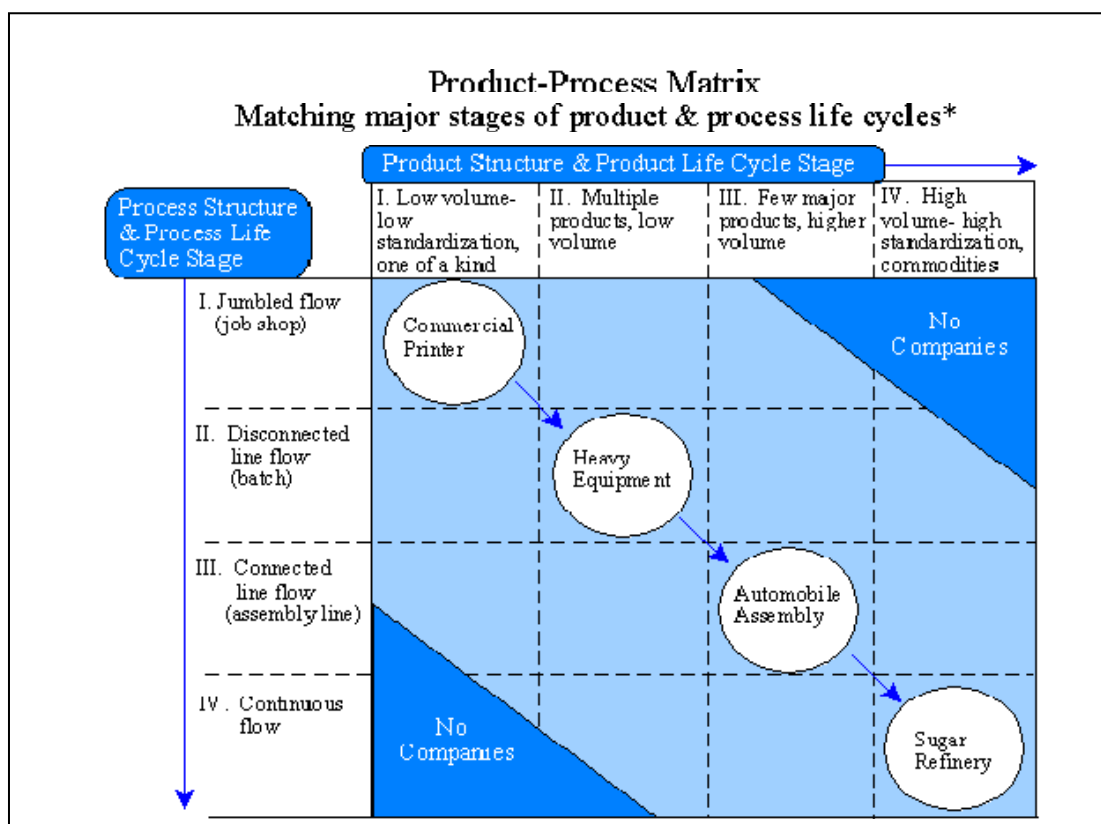 Product-Process Matrix
Matching major stages of product & process life cycles*
Product Structure & Product Life Cycle Stage
Process Structure
& Process Life
Cycle Stage
I. Low volume-
low
standardization,
one of a kind
II. Multiple
products, low
volume
III. Few major
products, higher
volume
IV. High
volume- high
standardization,
commodities
I. Jumbled flow
(job shop)
Commercial
Printer
No
Companies
II. Disconnected
line flow
(batch)
Heavy
Equipment
III. Connected
line flow
(assembly line)
Automobile
Assembly
IV. Continuous
flow
No
Companies
Sugar
Refinery